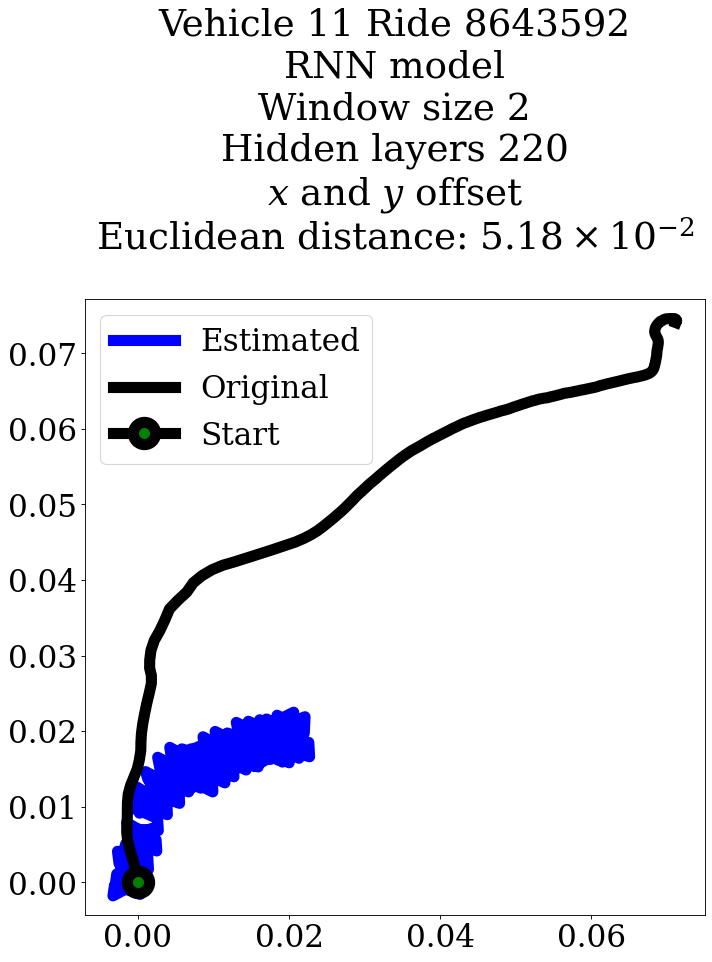 Vehicle 11 Ride 8643592
RNN model
Window size 2
Hidden layers 220
x and y offset
Euclidean distance: 5.18 × 10⁻²
Estimated
Original
Start
0.07
0.06
0.05
0.04
0.03
0.02
0.01
0.00
0.00 0.02 0.04 0.06